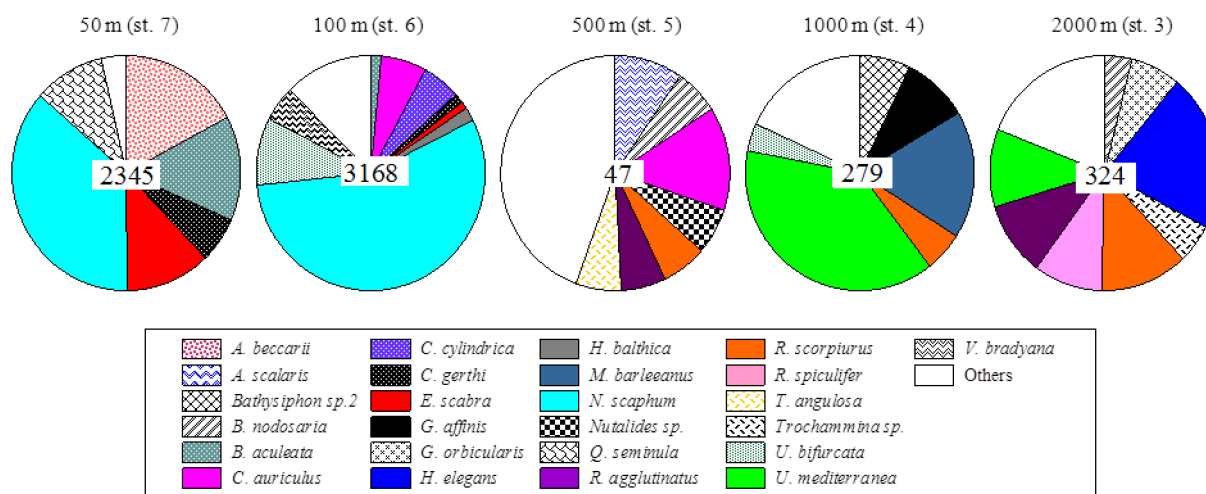 50 m (st. 7) 100 m (st. 6) 500 m (st. 5) 1000 m (st. 4) 2000 m (st. 3)
2345 3168 47 279 324
A. beccarii C. cylindrica H. balthica R. scorpiurus V. bradyana
A. scalaris C. gerthi M. barleeanus R. spiculifer Others
Bathysiphon sp.2 E. scabra N. scaphum T. angulosa
B. nodosaria G. affinis Nutalides sp. Trochammina sp.
B. aculeata G. orbicularis Q. seminula U. bifurcata
C. auriculus H. elegans R. agglutinatus U. mediterranea